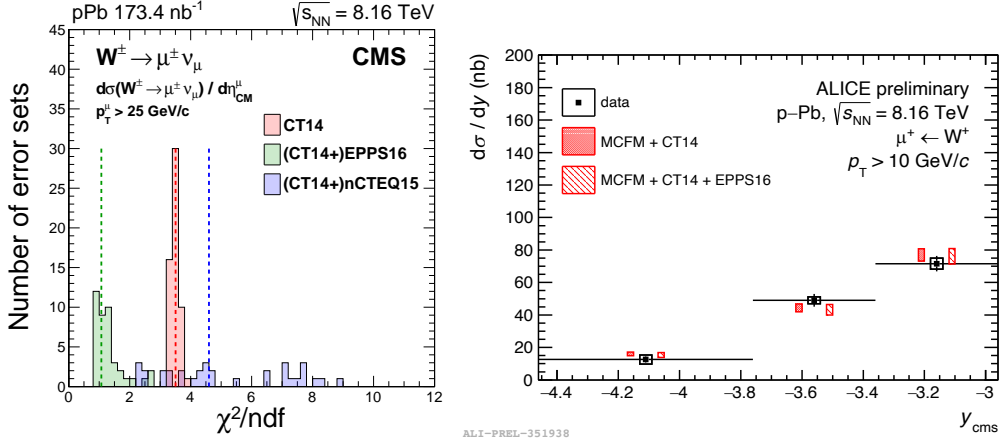 pPb 173.4 nb⁻¹ √s_NN = 8.16 TeV
W± → μ± ν_μ CMS
dσ(W± → μ± ν_μ) / dη^μ_CM
p^μ_T > 25 GeV/c
CT14
(CT14+)EPPS16
(CT14+)nCTEQ15
Number of error sets
45
40
35
30
25
20
15
10
5
0
0 2 4 6 8 10 12
χ²/ndf
dσ / dy (nb)
200
180
160
140
120
100
80
60
40
20
0
ALICE preliminary
p–Pb, √s_NN = 8.16 TeV
μ⁺ ← W⁺
p_T > 10 GeV/c
data
MCFM + CT14
MCFM + CT14 + EPPS16
−4.4 −4.2 −4 −3.8 −3.6 −3.4 −3.2 −3
y_cms
ALI-PREL-351938